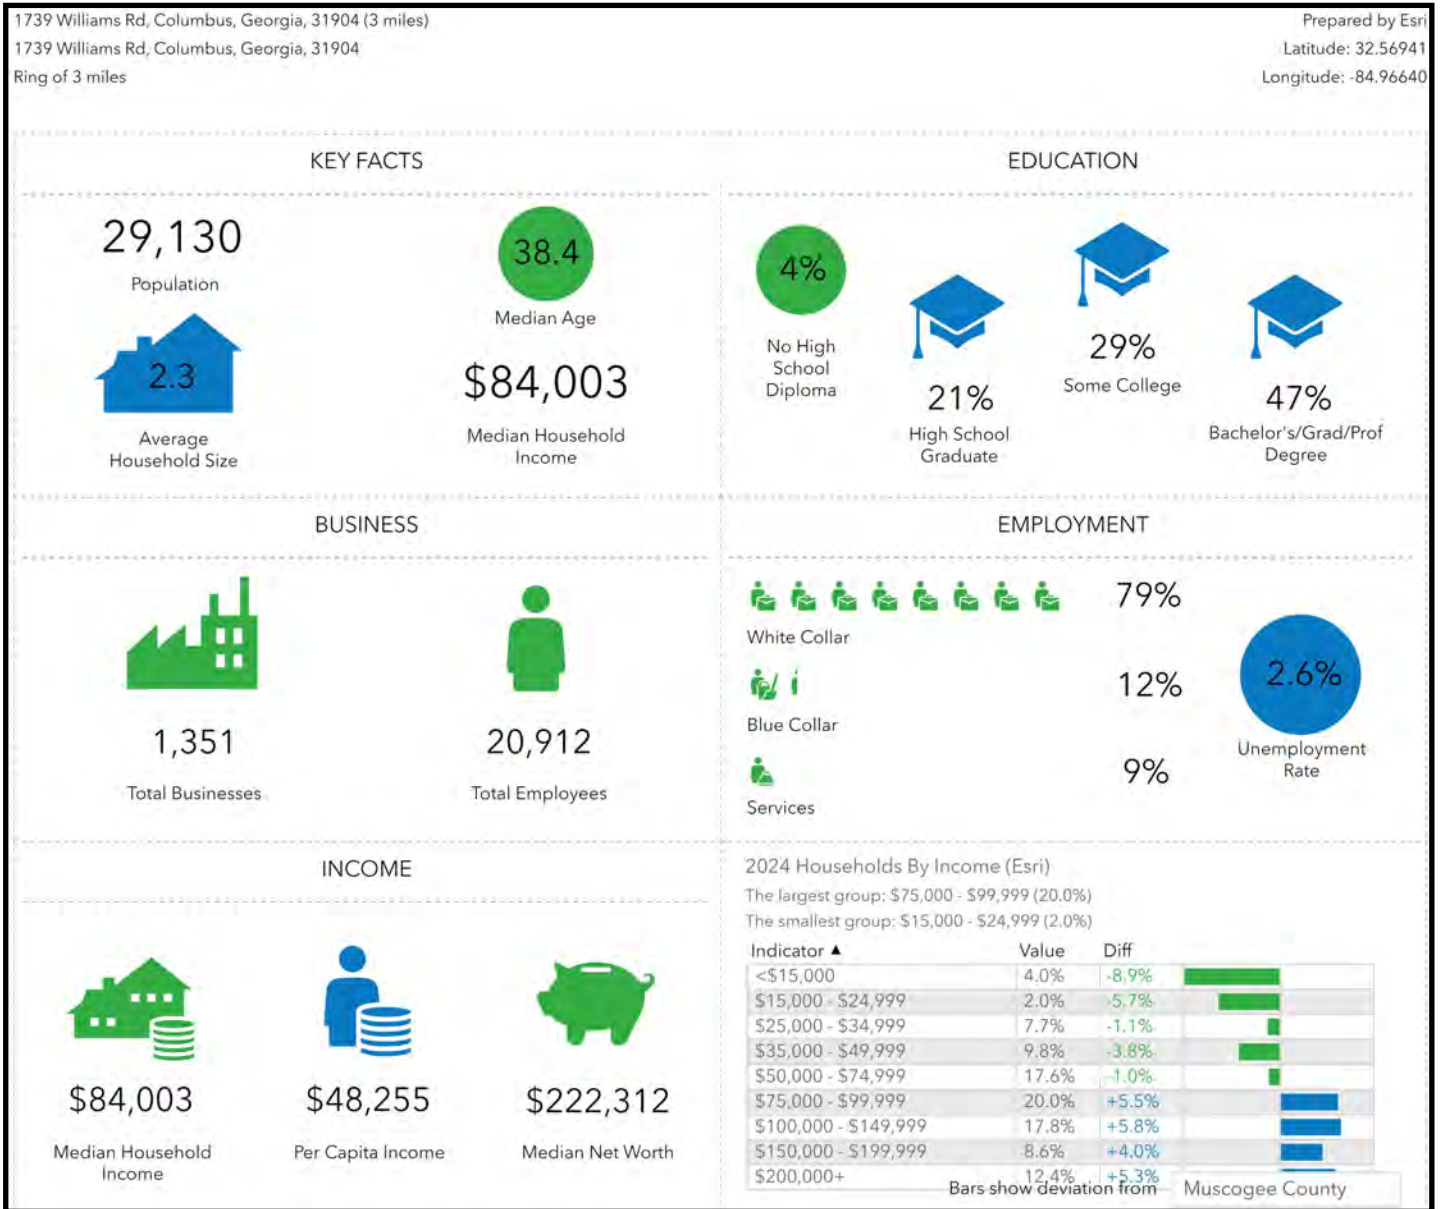 1739 Williams Rd, Columbus, Georgia, 31904 (3 miles)
Prepared by Esri
1739 Williams Rd, Columbus, Georgia, 31904
Latitude: 32.56941
Ring of 3 miles
Longitude: -84.96640
KEY FACTS
29,130
Population
38.4
Median Age
2.3
Average
Household Size
$84,003
Median Household
Income
EDUCATION
4%
No High
School
Diploma
21%
High School
Graduate
29%
Some College
47%
Bachelor's/Grad/Prof
Degree
BUSINESS
1,351
Total Businesses
20,912
Total Employees
EMPLOYMENT
79%
White Collar
12%
Blue Collar
9%
Services
2.6%
Unemployment
Rate
INCOME
$84,003
Median Household
Income
$48,255
Per Capita Income
$222,312
Median Net Worth
2024 Households By Income (Esri)
The largest group: $75,000 - $99,999 (20.0%)
The smallest group: $15,000 - $24,999 (2.0%)
Indicator ▲ Value Diff
<$15,000 4.0% -8.9%
$15,000 - $24,999 2.0% -5.7%
$25,000 - $34,999 7.7% -1.1%
$35,000 - $49,999 9.8% -3.8%
$50,000 - $74,999 17.6% -1.0%
$75,000 - $99,999 20.0% +5.5%
$100,000 - $149,999 17.8% +5.8%
$150,000 - $199,999 8.6% +4.0%
$200,000+ 12.4% +5.3%
Bars show deviation from Muscogee County